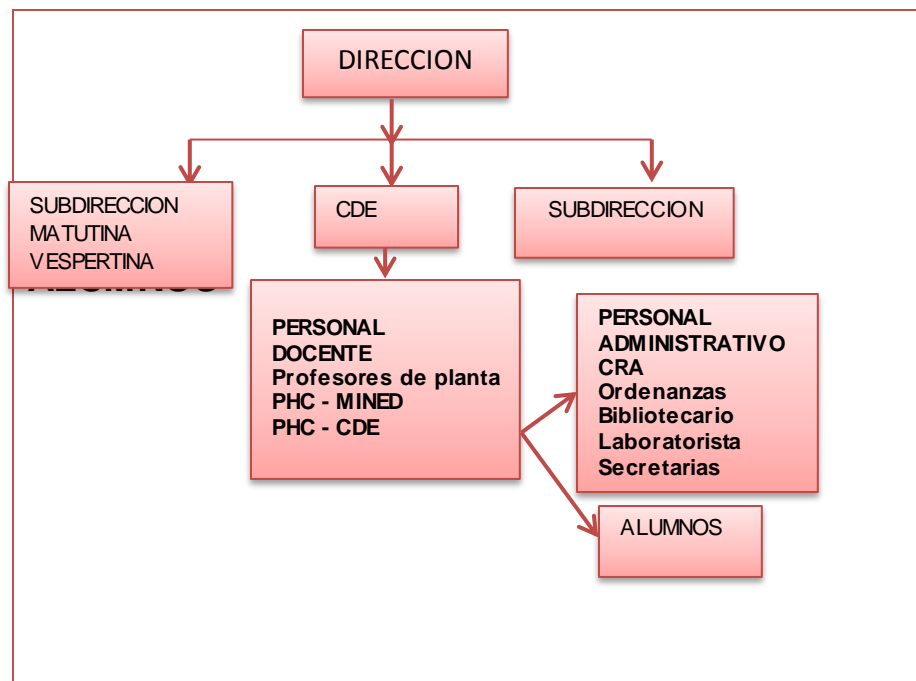 DIRECCION
SUBDIRECCION
MATUTINA
VESPERTINA
CDE
SUBDIRECCION
ALUMNOS
PERSONAL
DOCENTE
Profesores de planta
PHC - MINED
PHC - CDE
PERSONAL
ADMINISTRATIVO
CRA
Ordenanzas
Bibliotecario
Laboratorista
Secretarias
ALUMNOS